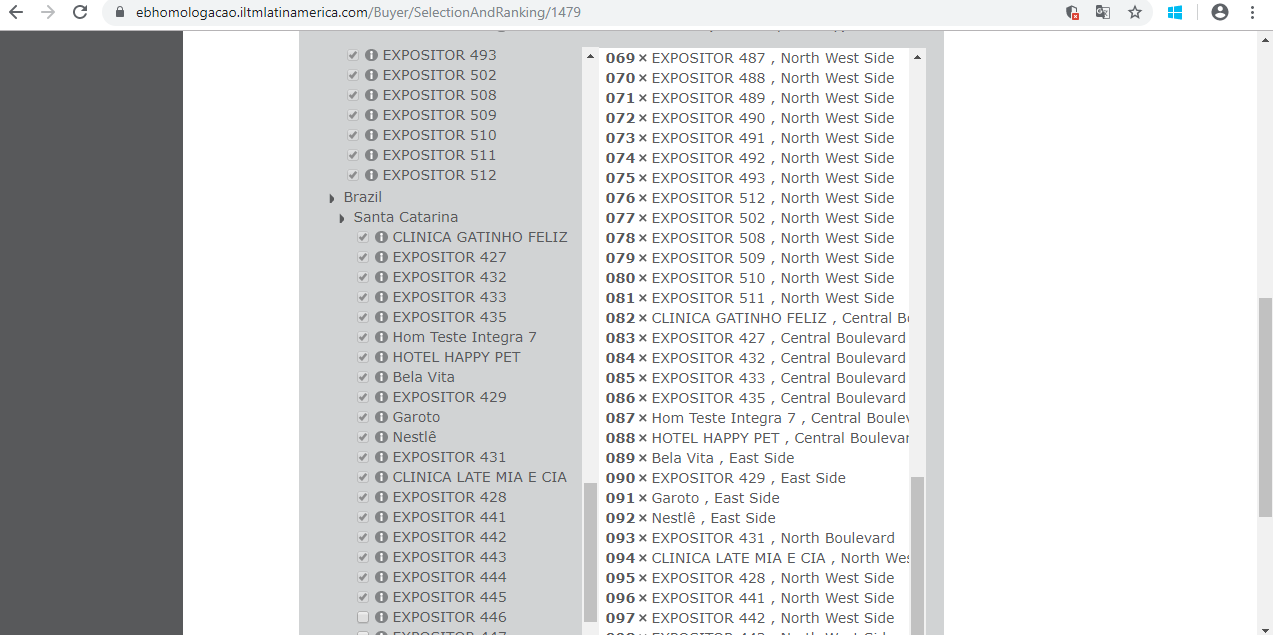 ebhomologacao.iltmlatinamerica.com/Buyer/SelectionAndRanking/1479
EXPOSITOR 493
EXPOSITOR 502
EXPOSITOR 508
EXPOSITOR 509
EXPOSITOR 510
EXPOSITOR 511
EXPOSITOR 512
Brazil
Santa Catarina
CLINICA GATINHO FELIZ
EXPOSITOR 427
EXPOSITOR 432
EXPOSITOR 433
EXPOSITOR 435
Hom Teste Integra 7
HOTEL HAPPY PET
Bela Vita
EXPOSITOR 429
Garoto
Nestlê
EXPOSITOR 431
CLINICA LATE MIA E CIA
EXPOSITOR 428
EXPOSITOR 441
EXPOSITOR 442
EXPOSITOR 443
EXPOSITOR 444
EXPOSITOR 445
EXPOSITOR 446
EXPOSITOR 447
069 × EXPOSITOR 487 , North West Side
070 × EXPOSITOR 488 , North West Side
071 × EXPOSITOR 489 , North West Side
072 × EXPOSITOR 490 , North West Side
073 × EXPOSITOR 491 , North West Side
074 × EXPOSITOR 492 , North West Side
075 × EXPOSITOR 493 , North West Side
076 × EXPOSITOR 512 , North West Side
077 × EXPOSITOR 502 , North West Side
078 × EXPOSITOR 508 , North West Side
079 × EXPOSITOR 509 , North West Side
080 × EXPOSITOR 510 , North West Side
081 × EXPOSITOR 511 , North West Side
082 × CLINICA GATINHO FELIZ , Central Bo
083 × EXPOSITOR 427 , Central Boulevard
084 × EXPOSITOR 432 , Central Boulevard
085 × EXPOSITOR 433 , Central Boulevard
086 × EXPOSITOR 435 , Central Boulevard
087 × Hom Teste Integra 7 , Central Boulev
088 × HOTEL HAPPY PET , Central Boulevar
089 × Bela Vita , East Side
090 × EXPOSITOR 429 , East Side
091 × Garoto , East Side
092 × Nestlê , East Side
093 × EXPOSITOR 431 , North Boulevard
094 × CLINICA LATE MIA E CIA , North Wes
095 × EXPOSITOR 428 , North West Side
096 × EXPOSITOR 441 , North West Side
097 × EXPOSITOR 442 , North West Side
098 × EXPOSITOR 443 , North West Side